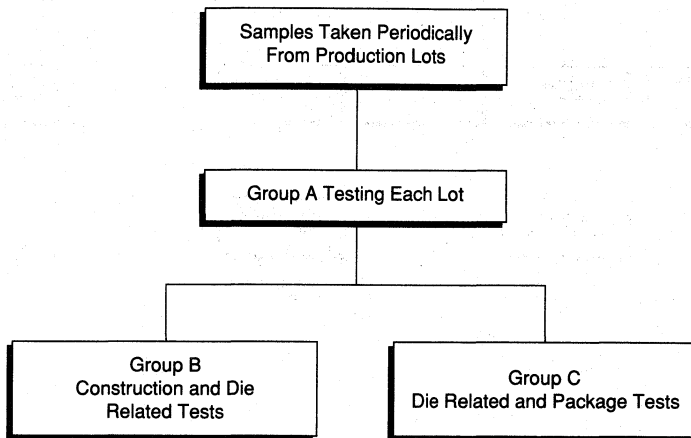 Samples Taken Periodically
From Production Lots
Group A Testing Each Lot
Group B
Construction and Die
Related Tests
Group C
Die Related and Package Tests